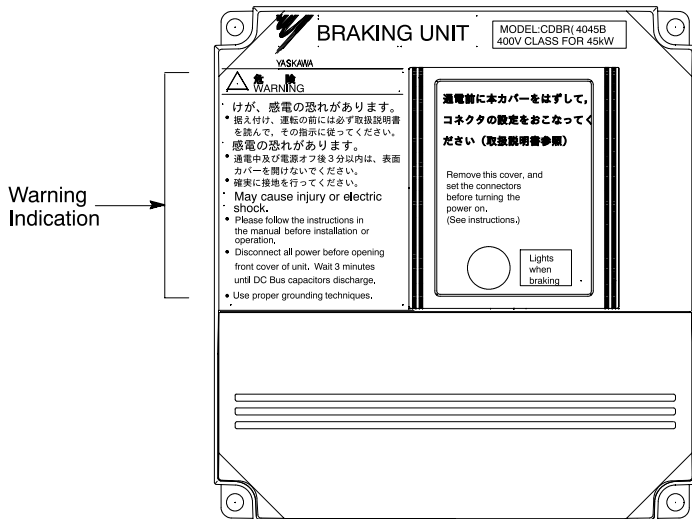 BRAKING UNIT
MODEL:CDBR( 4045B
400V CLASS FOR 45kW
YASKAWA
危 険
WARNING
けが、感電の恐れがあります。
• 据え付け、運転の前には必ず取扱説明書
を読んで、その指示に従ってください。
感電の恐れがあります。
• 通電中及び電源オフ後3分以内は、表面
カバーを開けないでください。
• 確実に接地を行ってください。
May cause injury or electric
shock.
• Please follow the instructions in
the manual before installation or
operation.
• Disconnect all power before opening
front cover of unit. Wait 3 minutes
until DC Bus capacitors discharge.
• Use proper grounding techniques.
通電前に本カバーをはずして,
コネクタの設定をおこなってく
ださい（取扱説明書参照）
Remove this cover, and
set the connectors
before turning the
power on.
(See instructions.)
Lights
when
braking
Warning
Indication